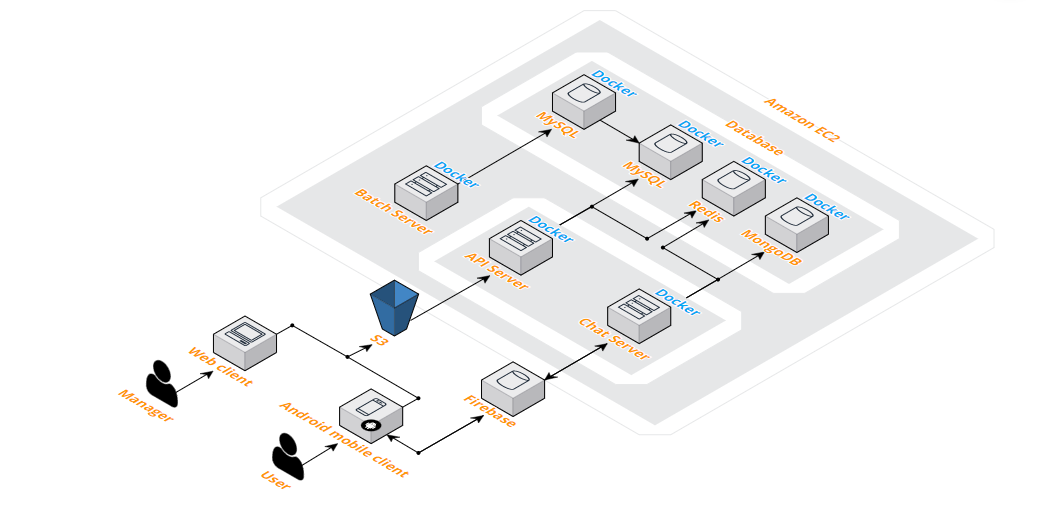 Docker
MySQL
Amazon EC2
Database
Docker
MySQL
Docker
Redis
Docker
MongoDB
Docker
Batch Server
Docker
API Server
Docker
Chat Server
S3
Web client
Manager
Android mobile client
User
Firebase